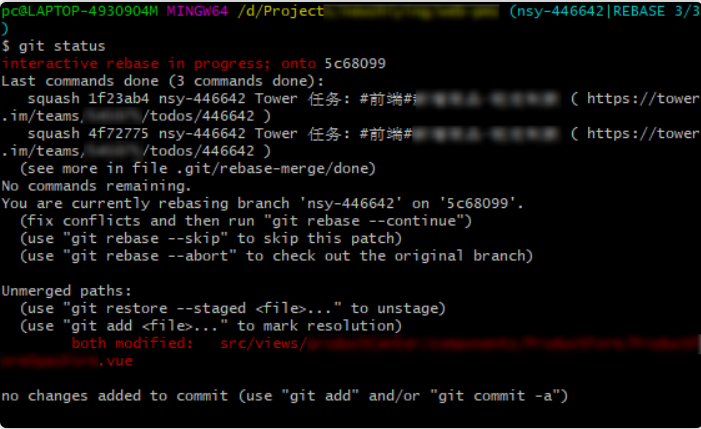 pc@LAPTOP-4930904M MINGW64 /d/Project (nsy-446642|REBASE 3/3
)
$ git status
interactive rebase in progress; onto 5c68099
Last commands done (3 commands done):
squash 1f23ab4 nsy-446642 Tower 任务: #前端# ( https://tower
.im/teams/ /todos/446642 )
squash 4f72775 nsy-446642 Tower 任务: #前端# ( https://tower
.im/teams/ /todos/446642 )
(see more in file .git/rebase-merge/done)
No commands remaining.
You are currently rebasing branch 'nsy-446642' on '5c68099'.
(fix conflicts and then run "git rebase --continue")
(use "git rebase --skip" to skip this patch)
(use "git rebase --abort" to check out the original branch)
Unmerged paths:
(use "git restore --staged <file>..." to unstage)
(use "git add <file>..." to mark resolution)
both modified: src/views/
.vue
no changes added to commit (use "git add" and/or "git commit -a")